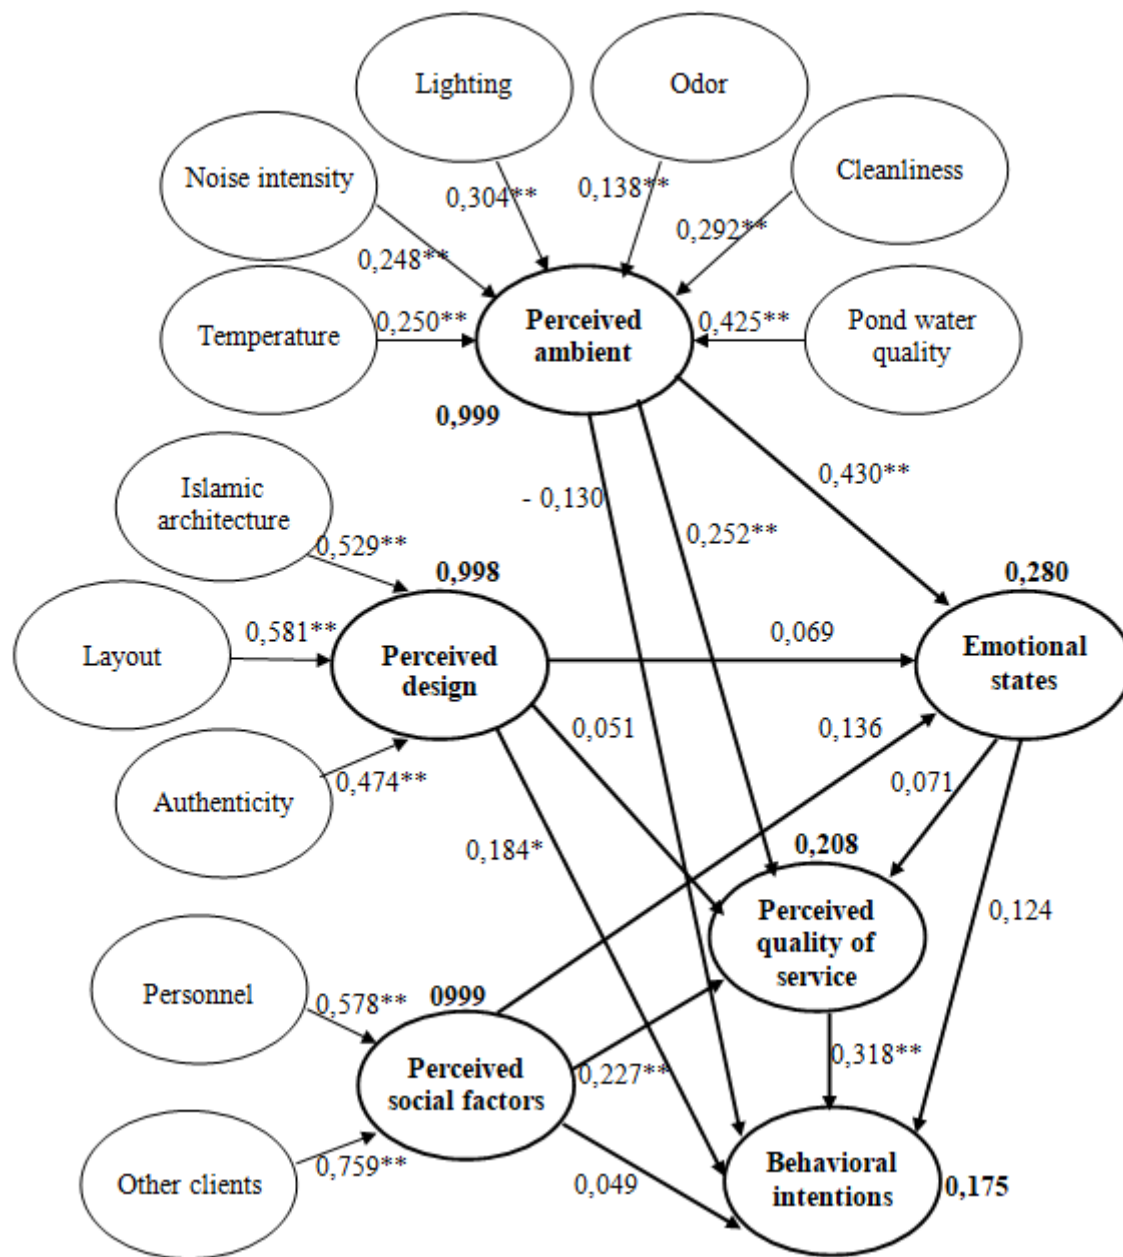 Lighting
Odor
Noise intensity
Cleanliness
0,304**
0,138**
0,292**
0,248**
Temperature
0,250**
Perceived
ambient
0,425**
Pond water
quality
0,999
Islamic
architecture
- 0,130
0,430**
0,529**
0,252**
0,998
0,280
Layout
0,581**
Perceived
design
0,069
Emotional
states
0,051
0,136
Authenticity
0,474**
0,071
0,184*
0,208
Perceived
quality of
service
0,124
Personnel
0,578**
0999
Perceived
social factors
0,227**
0,318**
Other clients
0,759**
0,049
Behavioral
intentions
0,175